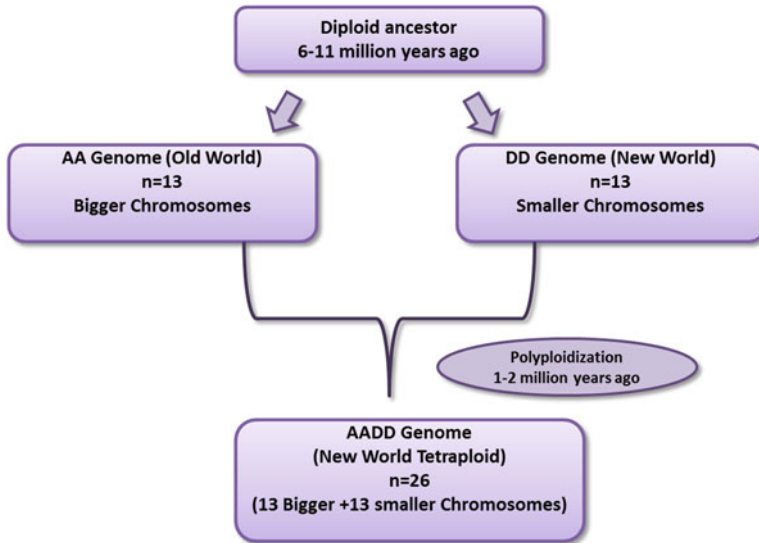 Diploid ancestor
6-11 million years ago
AA Genome (Old World)
n=13
Bigger Chromosomes
DD Genome (New World)
n=13
Smaller Chromosomes
Polyploidization
1-2 million years ago
AADD Genome
(New World Tetraploid)
n=26
(13 Bigger +13 smaller Chromosomes)